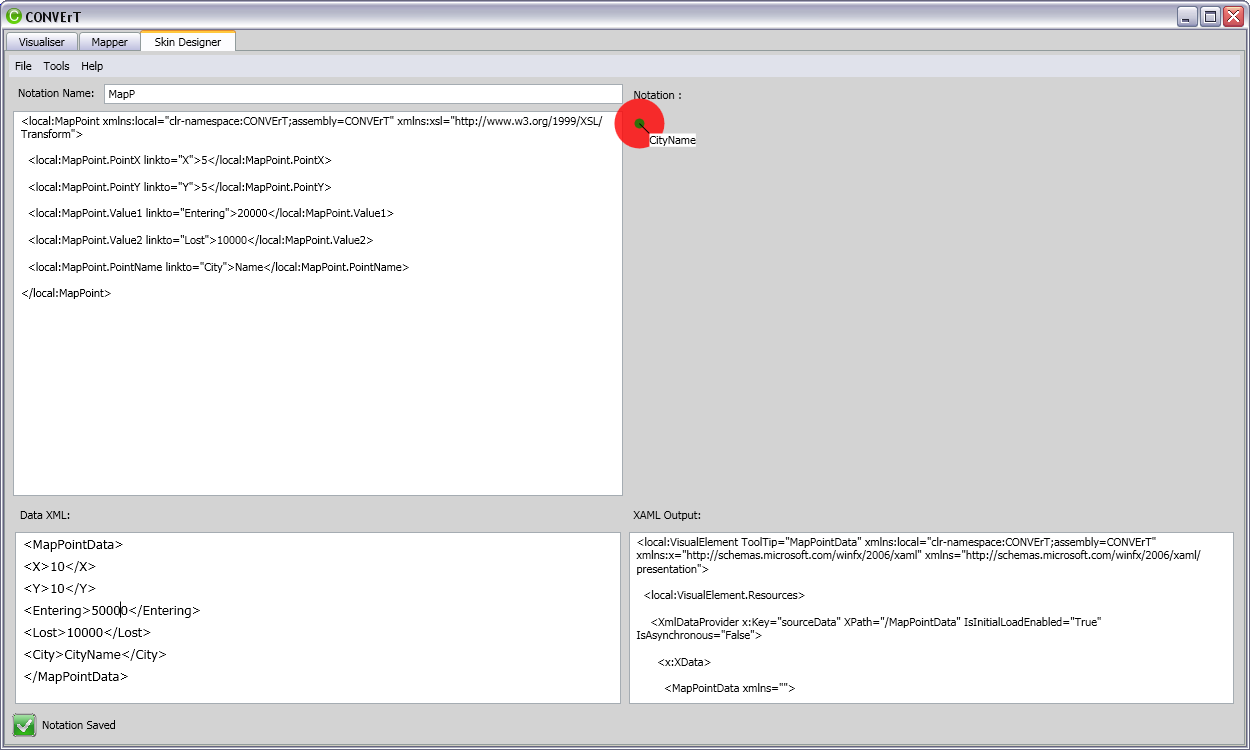 CONVErT
Visualiser
Mapper
Skin Designer
File
Tools
Help
Notation Name:
MapP
Notation :
<local:MapPoint xmlns:local="clr-namespace:CONVErT;assembly=CONVErT" xmlns:xsl="http://www.w3.org/1999/XSL/
Transform">
<local:MapPoint.PointX linkto="X">5</local:MapPoint.PointX>
<local:MapPoint.PointY linkto="Y">5</local:MapPoint.PointY>
<local:MapPoint.Value1 linkto="Entering">20000</local:MapPoint.Value1>
<local:MapPoint.Value2 linkto="Lost">10000</local:MapPoint.Value2>
<local:MapPoint.PointName linkto="City">Name</local:MapPoint.PointName>
</local:MapPoint>
CityName
Data XML:
<MapPointData>
<X>10</X>
<Y>10</Y>
<Entering>50000</Entering>
<Lost>10000</Lost>
<City>CityName</City>
</MapPointData>
XAML Output:
<local:VisualElement ToolTip="MapPointData" xmlns:local="clr-namespace:CONVErT;assembly=CONVErT"
xmlns:x="http://schemas.microsoft.com/winfx/2006/xaml" xmlns="http://schemas.microsoft.com/winfx/2006/xaml/
presentation">
<local:VisualElement.Resources>
<XmlDataProvider x:Key="sourceData" XPath="/MapPointData" IsInitialLoadEnabled="True"
IsAsynchronous="False">
<x:XData>
<MapPointData xmlns="">
Notation Saved